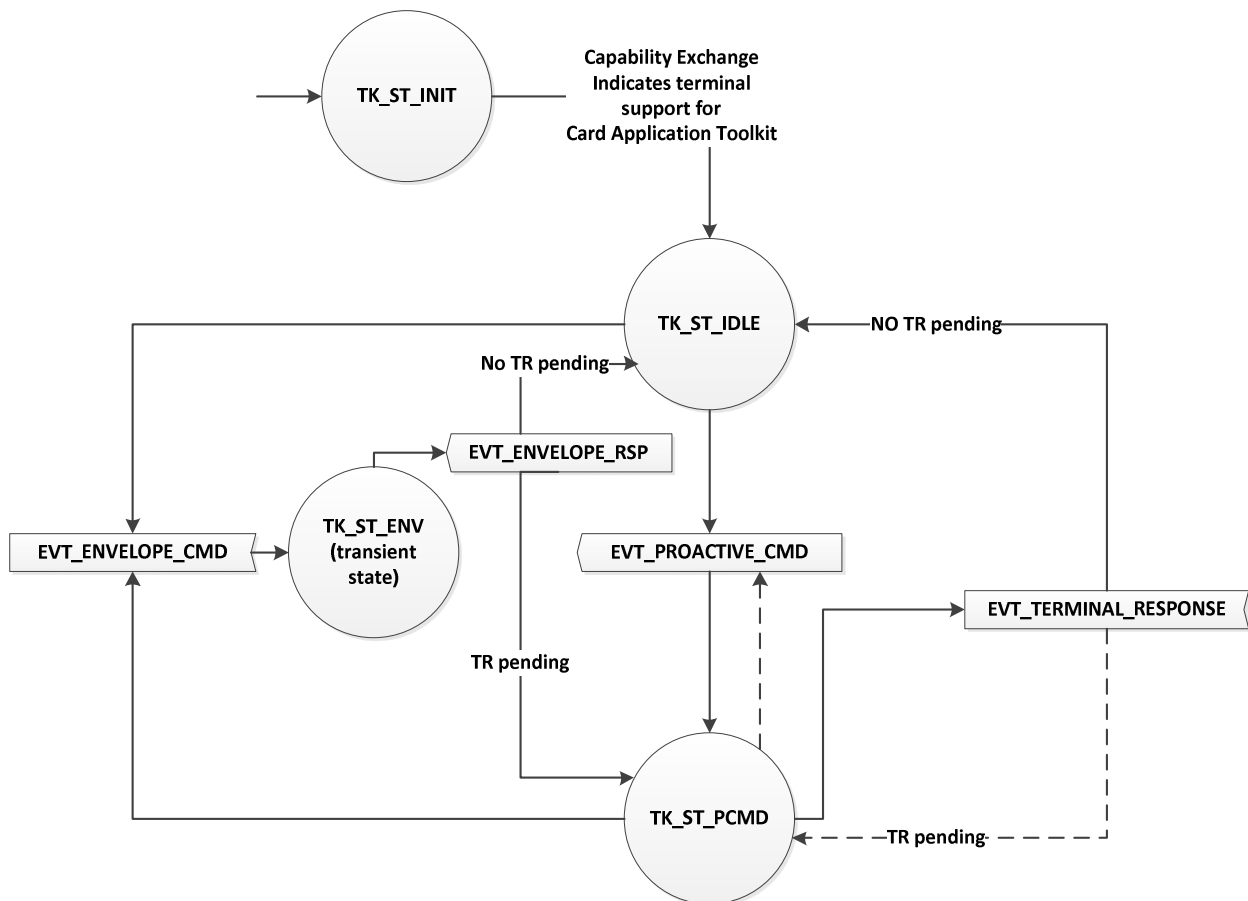 TK_ST_INIT
Capability Exchange
Indicates terminal
support for
Card Application Toolkit
TK_ST_IDLE
NO TR pending
No TR pending
EVT_ENVELOPE_RSP
TK_ST_ENV
(transient
state)
EVT_ENVELOPE_CMD
EVT_PROACTIVE_CMD
EVT_TERMINAL_RESPONSE
TR pending
TK_ST_PCMD
TR pending